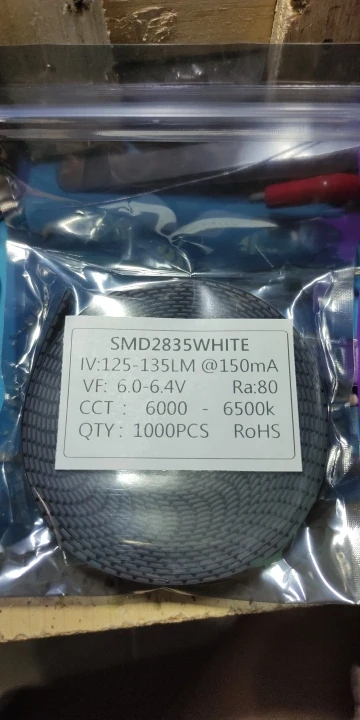 SMD2835WHITE
IV:125-135LM @150mA
VF: 6.0-6.4V Ra:80
CCT : 6000 - 6500k
QTY : 1000PCS RoHS